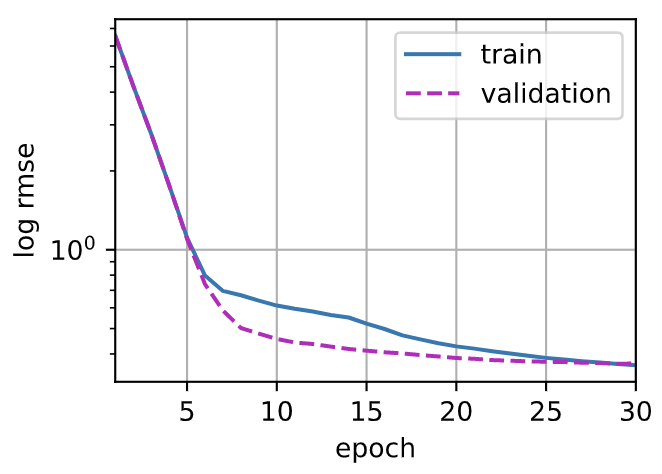 train
validation
log rmse
10⁰
5 10 15 20 25 30
epoch